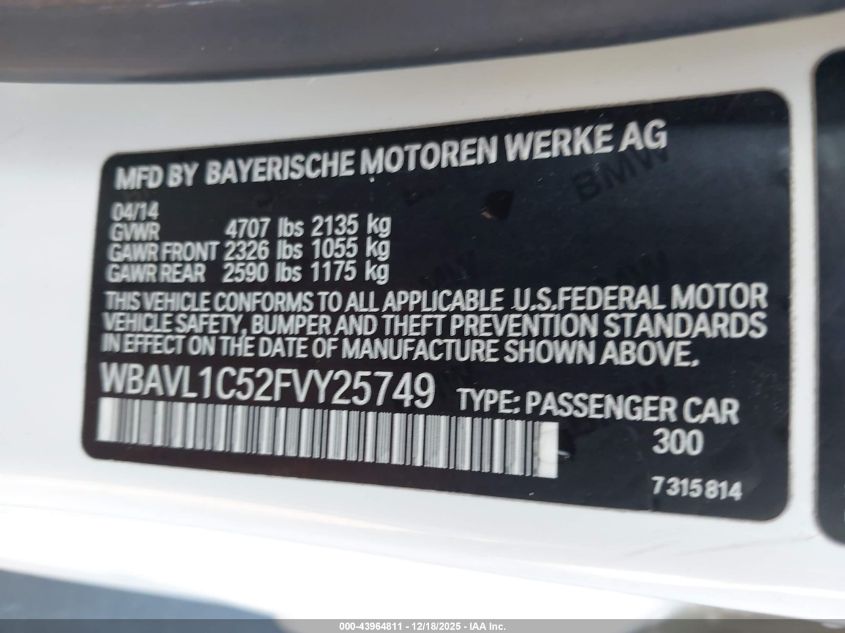 MFD BY BAYERISCHE MOTOREN WERKE AG
04/14
GVWR 4707 lbs 2135 kg
GAWR FRONT 2326 lbs 1055 kg
GAWR REAR 2590 lbs 1175 kg
THIS VEHICLE CONFORMS TO ALL APPLICABLE U.S.FEDERAL MOTOR
VEHICLE SAFETY, BUMPER AND THEFT PREVENTION STANDARDS
IN EFFECT ON THE DATE OF MANUFACTURE SHOWN ABOVE.
WBAVL1C52FVY25749 TYPE: PASSENGER CAR
300
7315814
BMW
000-43964811 - 12/18/2025 - IAA Inc.